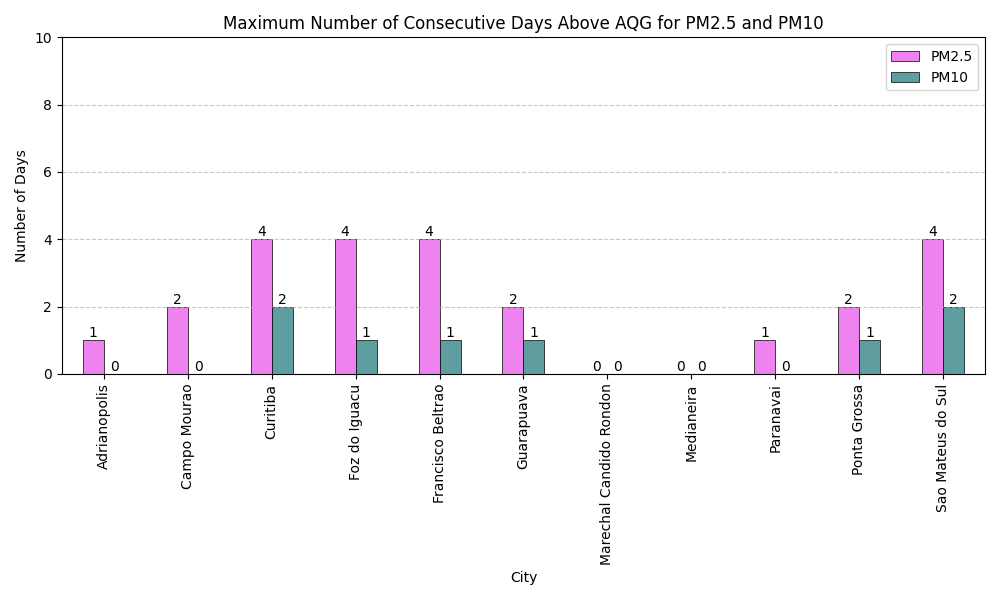 Maximum Number of Consecutive Days Above AQG for PM2.5 and PM10
PM2.5
PM10
Number of Days
10
8
6
4
2
0
1
0
2
0
4
2
4
1
4
1
2
1
0
0
0
0
1
0
2
1
4
2
Adrianopolis
Campo Mourao
Curitiba
Foz do Iguacu
Francisco Beltrao
Guarapuava
Marechal Candido Rondon
Medianeira
Paranavai
Ponta Grossa
Sao Mateus do Sul
City